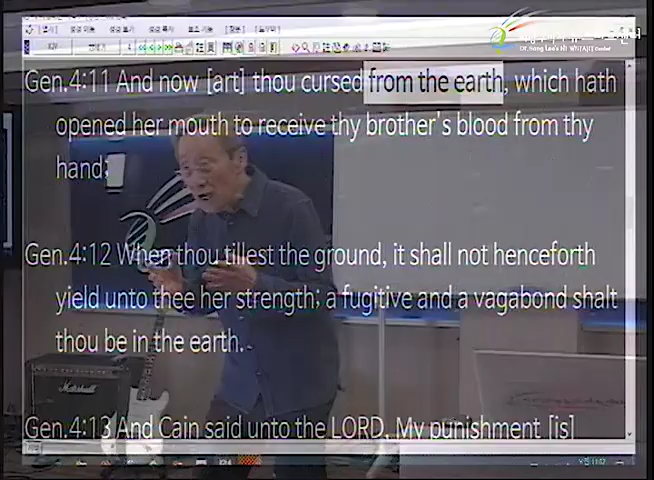 Gen.4:11 And now [art] thou cursed from the earth, which hath
opened her mouth to receive thy brother's blood from thy
hand;
Gen.4:12 When thou tillest the ground, it shall not henceforth
yield unto thee her strength; a fugitive and a vagabond shalt
thou be in the earth.
Gen.4:13 And Cain said unto the LORD, My punishment [is]
Marshall